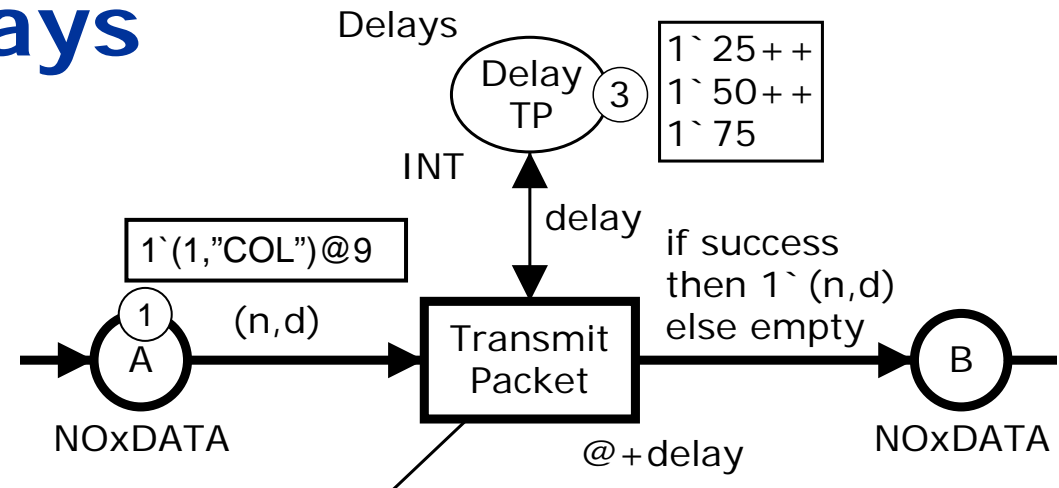 ays
Delays
Delay
TP
3
1`25++
1`50++
1`75
INT
delay
1`(1,"COL")@9
1
(n,d)
A
NOxDATA
Transmit
Packet
if success
then 1`(n,d)
else empty
B
NOxDATA
@+delay